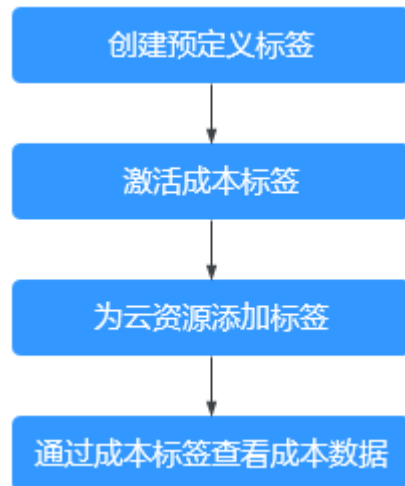 创建预定义标签
激活成本标签
为云资源添加标签
通过成本标签查看成本数据